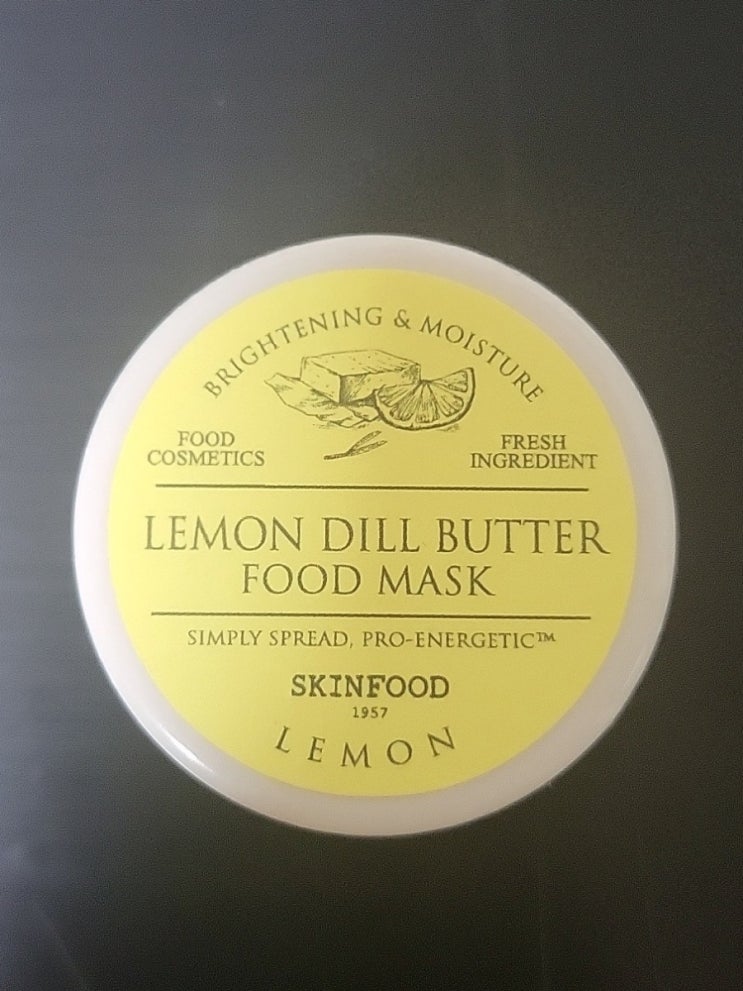 BRIGHTENING & MOISTURE
FOOD
COSMETICS
FRESH
INGREDIENT
LEMON DILL BUTTER
FOOD MASK
SIMPLY SPREAD, PRO-ENERGETIC™
SKINFOOD
1957
LEMON